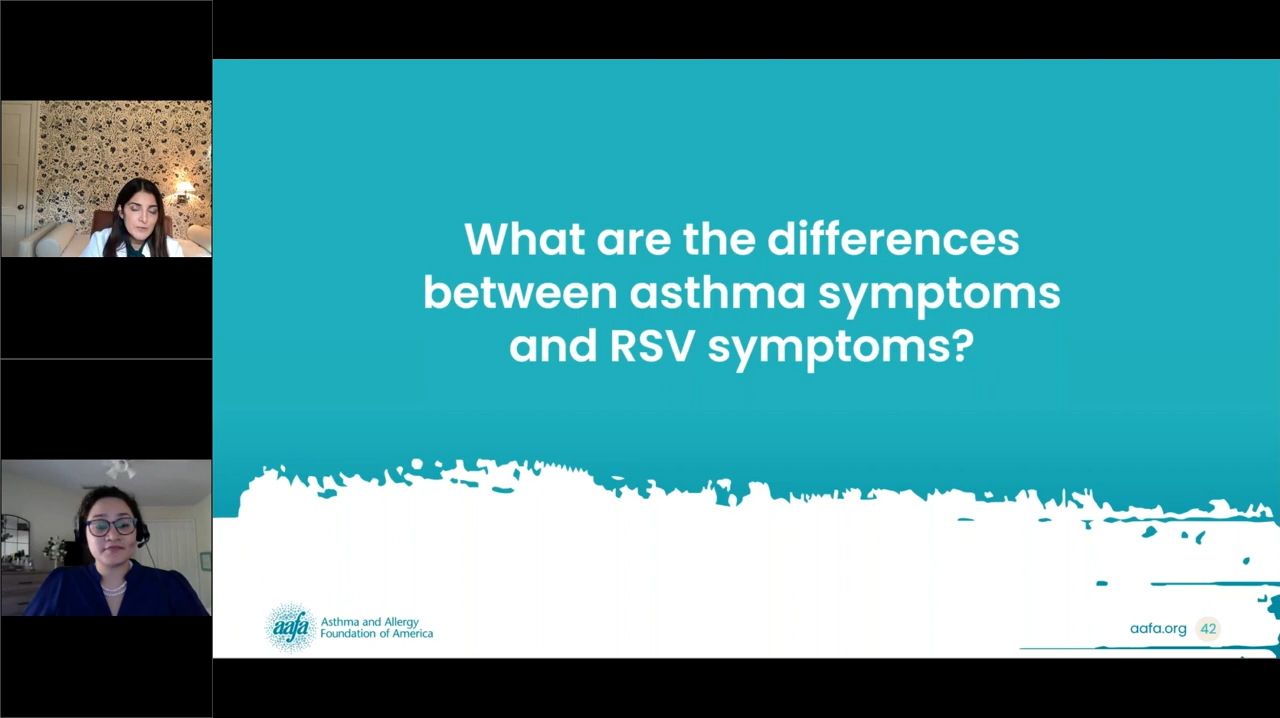 What are the differences
between asthma symptoms
and RSV symptoms?
aafa
Asthma and Allergy
Foundation of America
aafa.org 42